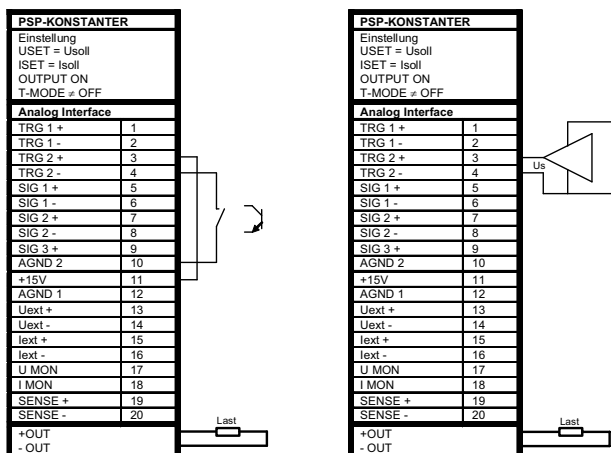 PSP-KONSTANTER
Einstellung
USET = Usoll
ISET = Isoll
OUTPUT ON
T-MODE ≠ OFF
Analog Interface
TRG 1 + 1
TRG 1 - 2
TRG 2 + 3
TRG 2 - 4
SIG 1 + 5
SIG 1 - 6
SIG 2 + 7
SIG 2 - 8
SIG 3 + 9
AGND 2 10
+15V 11
AGND 1 12
Uext + 13
Uext - 14
Iext + 15
Iext - 16
U MON 17
I MON 18
SENSE + 19
SENSE - 20
+OUT
- OUT
Last
PSP-KONSTANTER
Einstellung
USET = Usoll
ISET = Isoll
OUTPUT ON
T-MODE ≠ OFF
Analog Interface
TRG 1 + 1
TRG 1 - 2
TRG 2 + 3
TRG 2 - 4
SIG 1 + 5
SIG 1 - 6
SIG 2 + 7
SIG 2 - 8
SIG 3 + 9
AGND 2 10
+15V 11
AGND 1 12
Uext + 13
Uext - 14
Iext + 15
Iext - 16
U MON 17
I MON 18
SENSE + 19
SENSE - 20
+OUT
- OUT
Us
Last